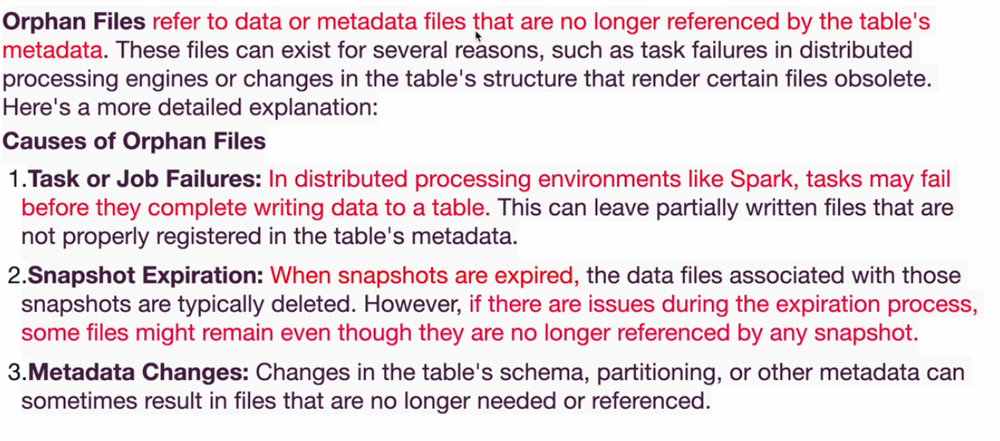 Orphan Files refer to data or metadata files that are no longer referenced by the table's
metadata. These files can exist for several reasons, such as task failures in distributed
processing engines or changes in the table's structure that render certain files obsolete.
Here's a more detailed explanation:
Causes of Orphan Files
1.Task or Job Failures: In distributed processing environments like Spark, tasks may fail
before they complete writing data to a table. This can leave partially written files that are
not properly registered in the table's metadata.
2.Snapshot Expiration: When snapshots are expired, the data files associated with those
snapshots are typically deleted. However, if there are issues during the expiration process,
some files might remain even though they are no longer referenced by any snapshot.
3.Metadata Changes: Changes in the table's schema, partitioning, or other metadata can
sometimes result in files that are no longer needed or referenced.